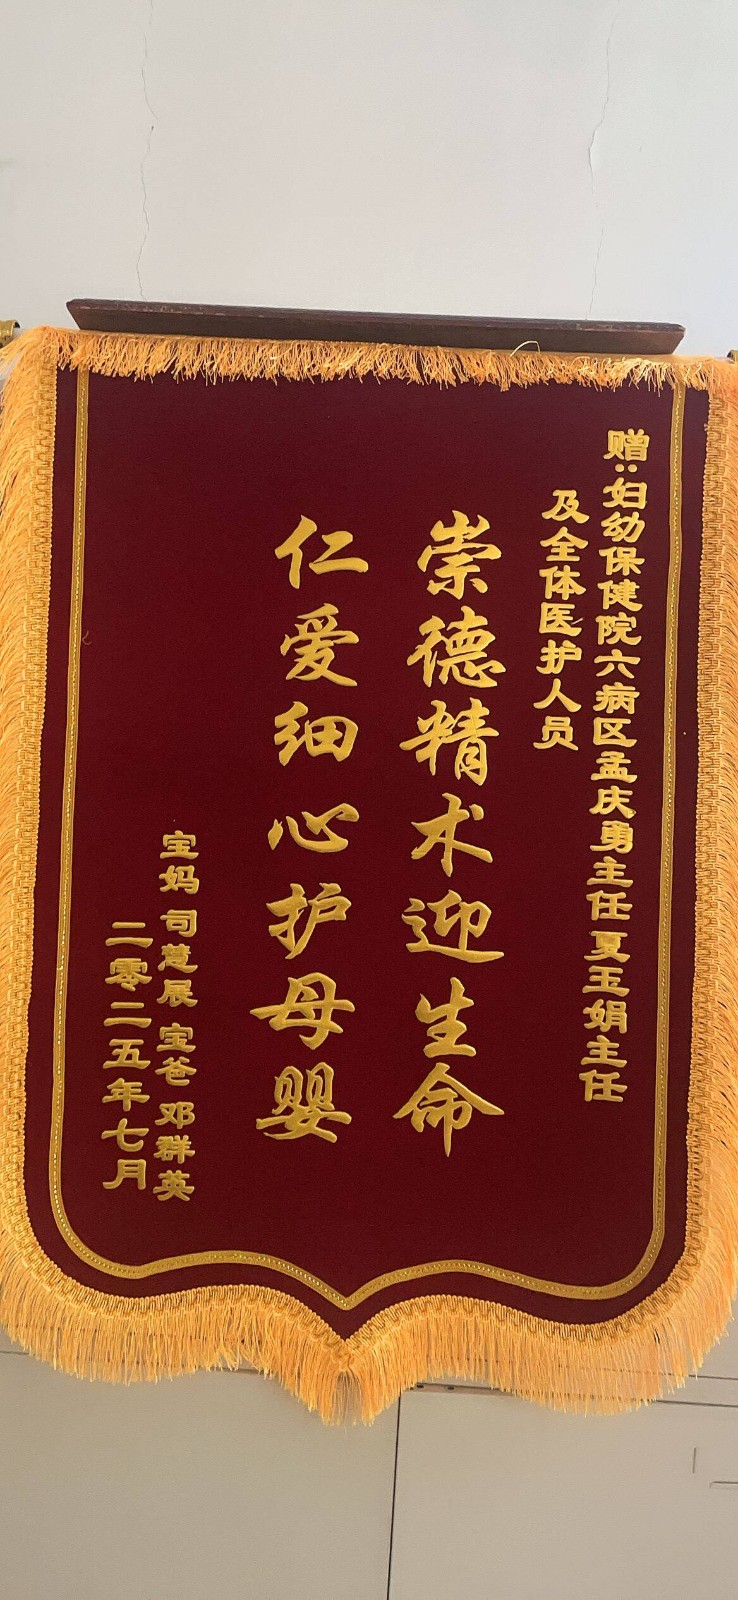 赠:妇幼保健院六病区孟庆勇主任 夏玉娟主任
及全体医护人员
崇德精术迎生命
仁爱细心护母婴
宝妈 司慧展 宝爸 邓群英
二零二五年七月